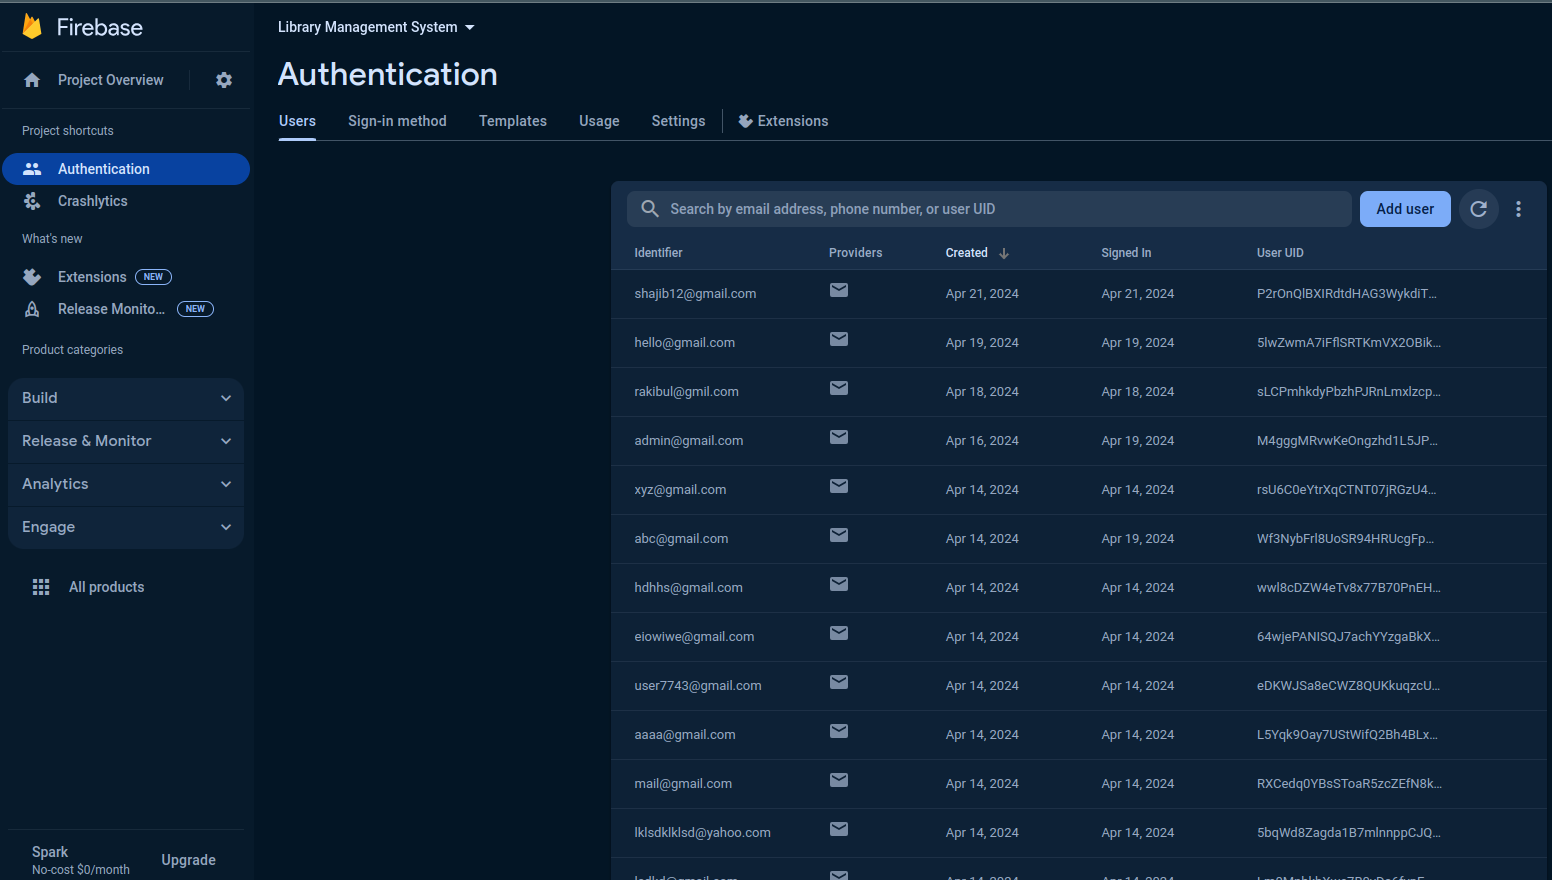 Firebase
Project Overview
Project shortcuts
Authentication
Crashlytics
What's new
Extensions NEW
Release Monito... NEW
Product categories
Build
Release & Monitor
Analytics
Engage
All products
Spark
No-cost $0/month
Upgrade
Library Management System
Authentication
Users Sign-in method Templates Usage Settings Extensions
Search by email address, phone number, or user UID Add user
Identifier Providers Created Signed In User UID
shajib12@gmail.com Apr 21, 2024 Apr 21, 2024 P2rOnQlBXIRdtdHAG3WykdiT...
hello@gmail.com Apr 19, 2024 Apr 19, 2024 5lwZwmA7iFflSRTKmVX2OBik...
rakibul@gmil.com Apr 18, 2024 Apr 18, 2024 sLCPmhkdyPbzhPJRnLmxlzcp...
admin@gmail.com Apr 16, 2024 Apr 19, 2024 M4gggMRvwKeOngzhd1L5JP...
xyz@gmail.com Apr 14, 2024 Apr 14, 2024 rsU6C0eYtrXqCTNT07jRGzU4...
abc@gmail.com Apr 14, 2024 Apr 19, 2024 Wf3NybFrl8UoSR94HRUcgFp...
hdhhs@gmail.com Apr 14, 2024 Apr 14, 2024 wwl8cDZW4eTv8x77B70PnEH...
eiowiwe@gmail.com Apr 14, 2024 Apr 14, 2024 64wjePANISQJ7achYYzgaBkX...
user7743@gmail.com Apr 14, 2024 Apr 14, 2024 eDKWJSa8eCWZ8QUKkuqzcU...
aaaa@gmail.com Apr 14, 2024 Apr 14, 2024 L5Yqk9Oay7UStWifQ2Bh4BLx...
mail@gmail.com Apr 14, 2024 Apr 14, 2024 RXCedq0YBsSToaR5zcZEfN8k...
lklsdklklsd@yahoo.com Apr 14, 2024 Apr 14, 2024 5bqWd8Zagda1B7mlnnppCJQ...